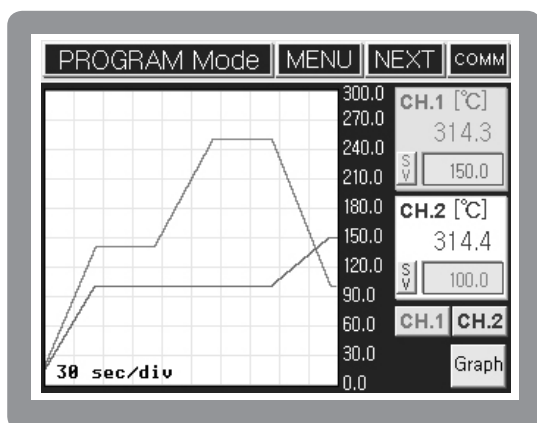 PROGRAM Mode MENU NEXT COMM
300.0
270.0
240.0
210.0
180.0
150.0
120.0
90.0
60.0
30.0
0.0
30 sec/div
CH.1 [℃]
314.3
SV 150.0
CH.2 [℃]
314.4
SV 100.0
CH.1 CH.2
Graph